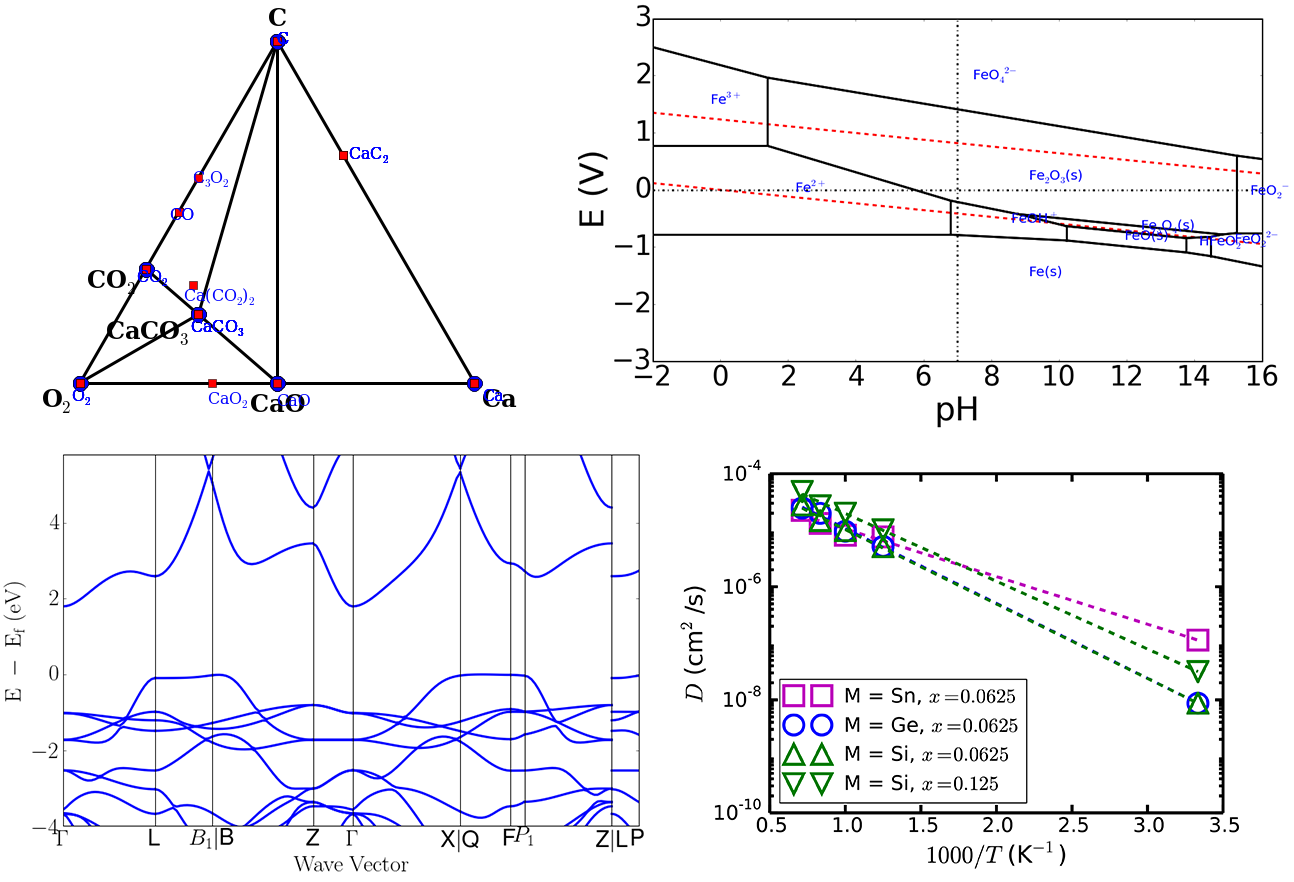 C
C
CaC₂
C₃O₂
CO
CO₂
CO₂
Ca(CO₂)₂
CaCO₃
CaCO₃
O₂
O₂
CaO₂
CaO
CaO
Ca
Ca
3
2
1
0
−1
−2
−3
E (V)
FeO₄²⁻
Fe³⁺
Fe₂O₃(s)
Fe²⁺
FeO₂⁻
FeOH⁺
FeO(s)
FeO₂²⁻
Fe(s)
−2 0 2 4 6 8 10 12 14 16
pH
E − E_f (eV)
4
2
0
−2
−4
Γ L B₁|B Z Γ X|Q F P₁ Z|L P
Wave Vector
D (cm² /s)
10⁻⁴
10⁻⁶
10⁻⁸
10⁻¹⁰
M = Sn, x=0.0625
M = Ge, x=0.0625
M = Si, x=0.0625
M = Si, x=0.125
0.5 1.0 1.5 2.0 2.5 3.0 3.5
1000/T (K⁻¹)